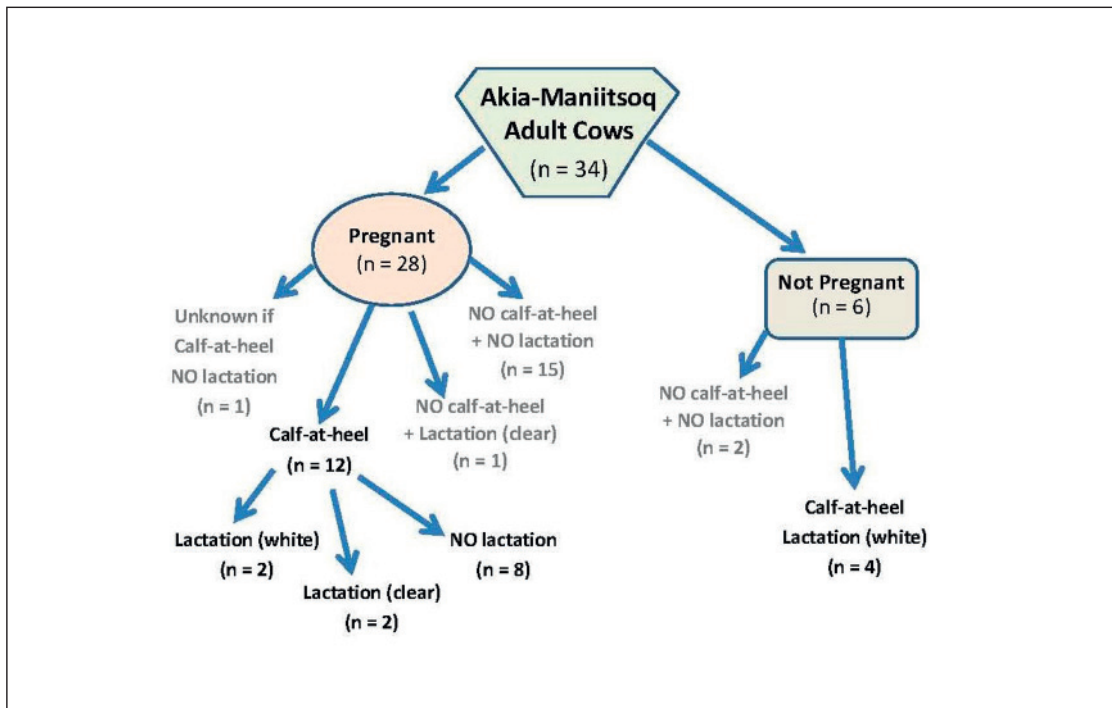 Akia-Maniitsoq
Adult Cows
(n = 34)
Pregnant
(n = 28)
Not Pregnant
(n = 6)
Unknown if
Calf-at-heel
NO lactation
(n = 1)
NO calf-at-heel
+ NO lactation
(n = 15)
NO calf-at-heel
+ Lactation (clear)
(n = 1)
Calf-at-heel
(n = 12)
NO calf-at-heel
+ NO lactation
(n = 2)
Calf-at-heel
Lactation (white)
(n = 4)
Lactation (white)
(n = 2)
Lactation (clear)
(n = 2)
NO lactation
(n = 8)